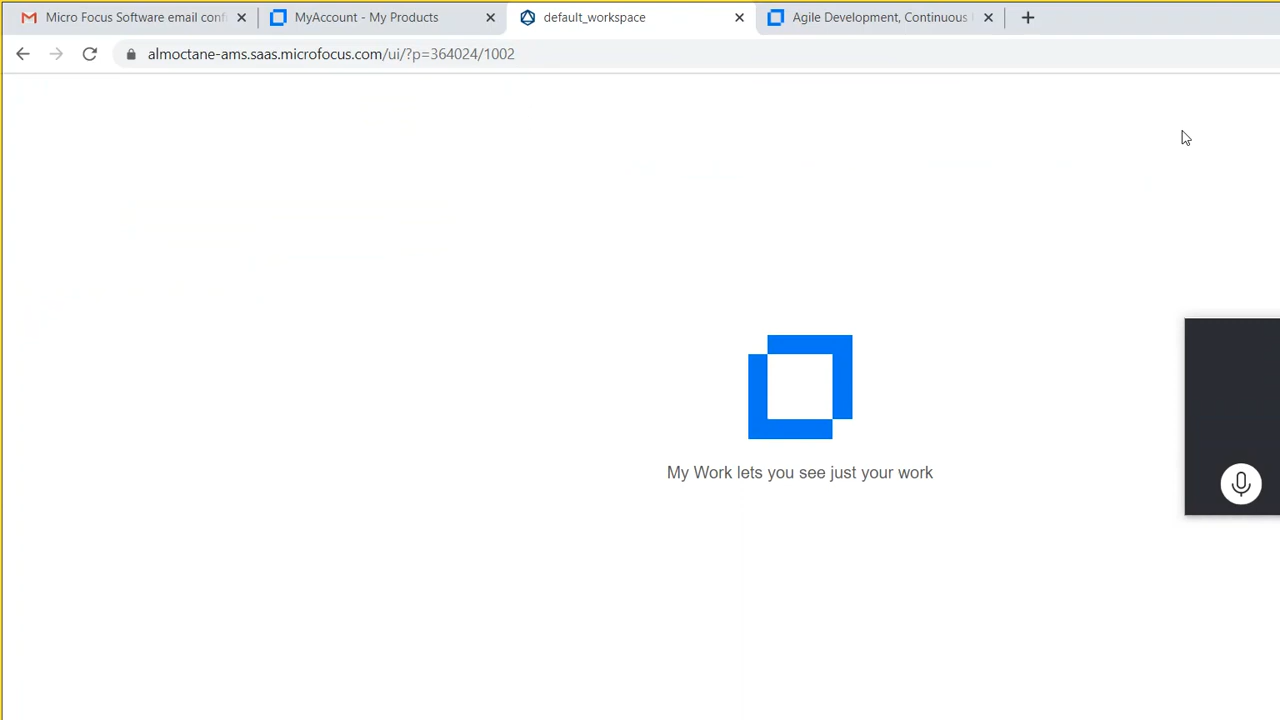 Micro Focus Software email conf
MyAccount - My Products
default_workspace
Agile Development, Continuous
almoctane-ams.saas.microfocus.com/ui/?p=364024/1002
My Work lets you see just your work